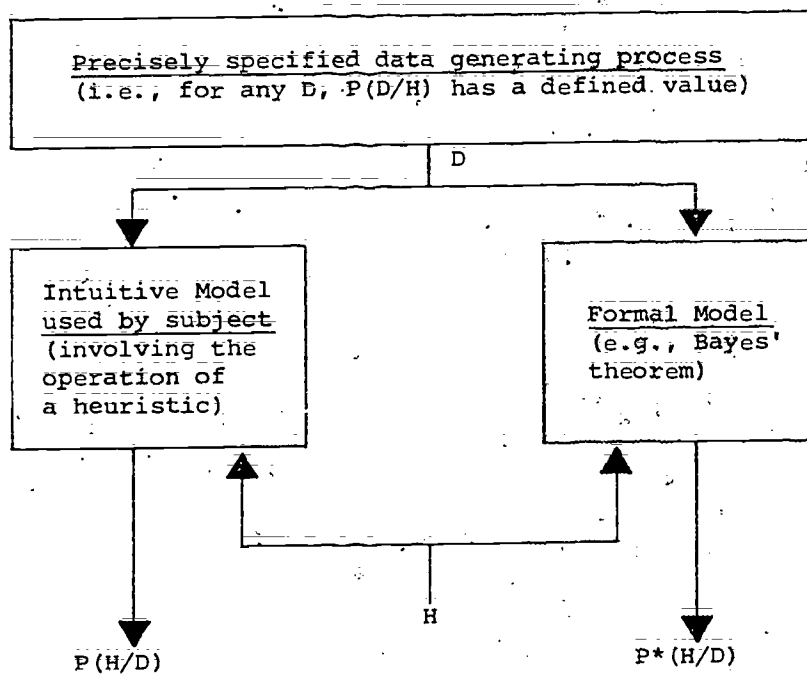 Precisely specified data generating process
(i.e., for any D, P(D/H) has a defined value)
D
Intuitive Model
used by subject
(involving the
operation of
a heuristic)
Formal Model
(e.g., Bayes'
theorem)
H
P(H/D)
P*(H/D)